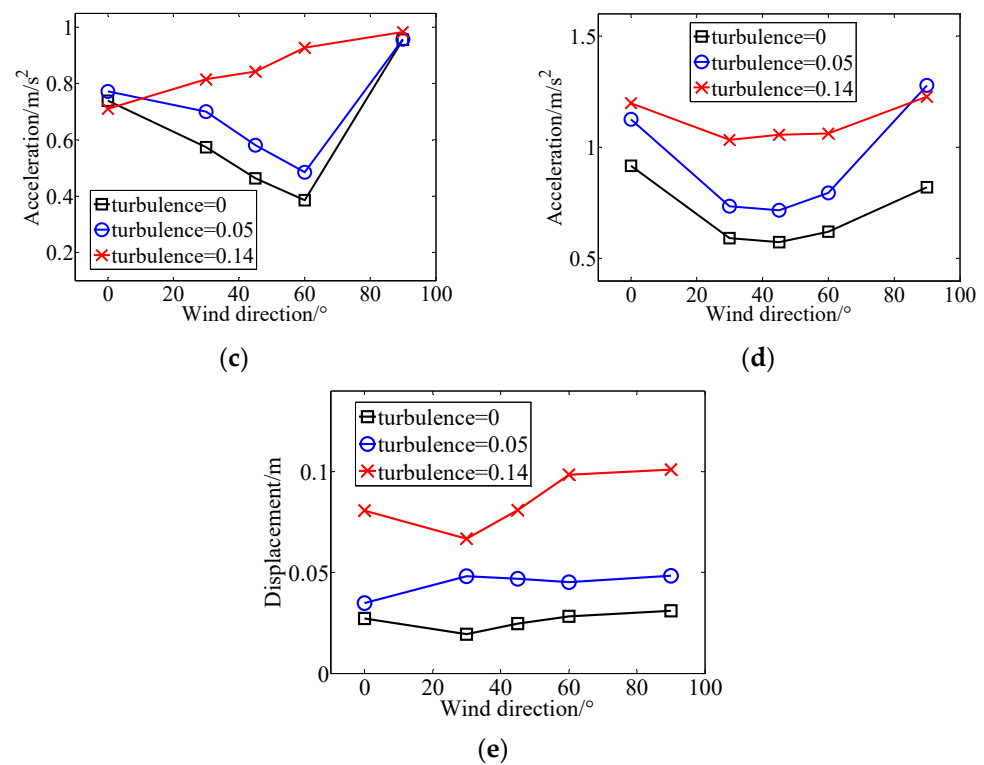 1
0.8
0.6
0.4
0.2
Acceleration/m/s²
turbulence=0
turbulence=0.05
turbulence=0.14
0 20 40 60 80 100
Wind direction/°
(c)
1.5
1
0.5
Acceleration/m/s²
turbulence=0
turbulence=0.05
turbulence=0.14
0 20 40 60 80 100
Wind direction/°
(d)
0.1
0.05
0
Displacement/m
turbulence=0
turbulence=0.05
turbulence=0.14
0 20 40 60 80 100
Wind direction/°
(e)